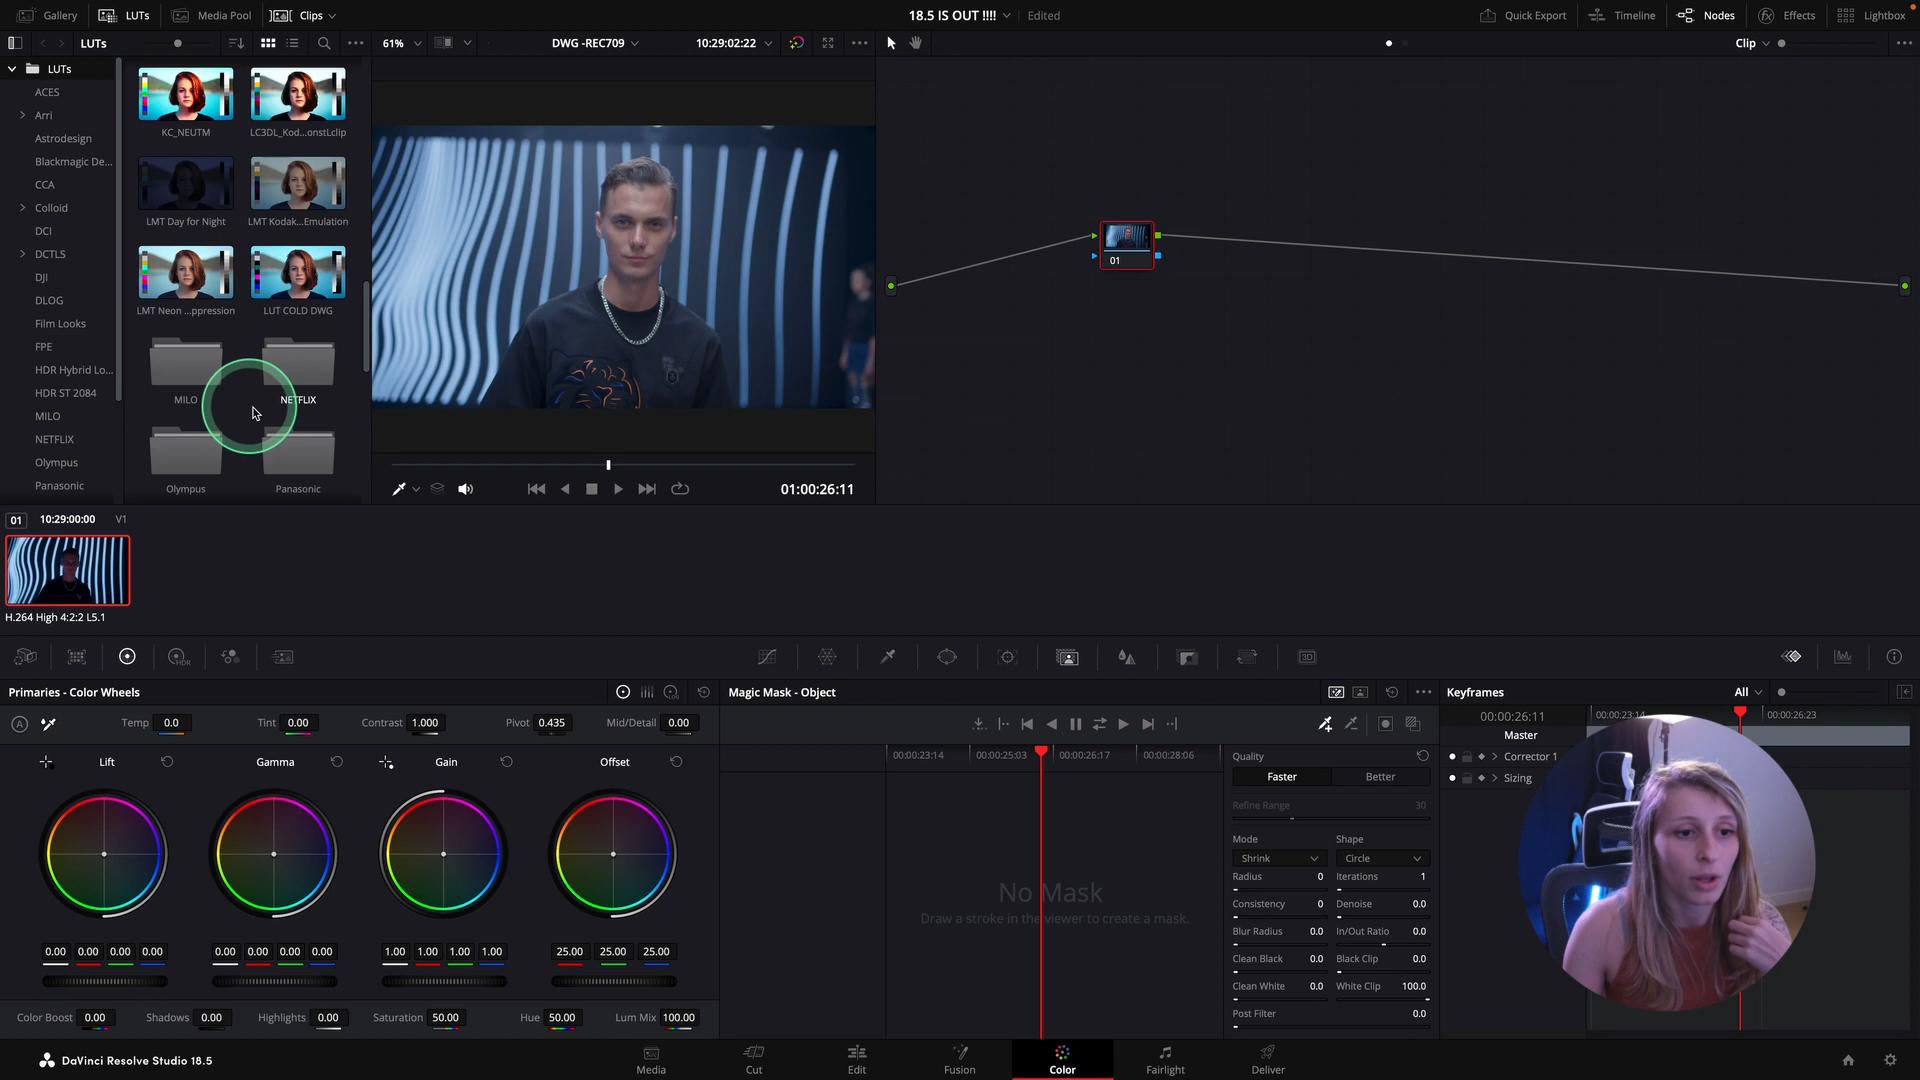 Gallery
LUTs
Media Pool
Clips
18.5 IS OUT !!!!
Edited
Quick Export
Timeline
Nodes
Effects
Lightbox
LUTs
61%
DWG -REC709
10:29:02:22
Clip
LUTs
ACES
Arri
Astrodesign
Blackmagic De...
CCA
Colloid
DCI
DCTLS
DJI
DLOG
Film Looks
FPE
HDR Hybrid Lo...
HDR ST 2084
MILO
NETFLIX
Olympus
Panasonic
KC_NEUTM
LC3DL_Kod...onstLclip
LMT Day for Night
LMT Kodak...Emulation
LMT Neon ...ppression
LUT COLD DWG
MILO
NETFLIX
Olympus
Panasonic
01
01:00:26:11
01
10:29:00:00
V1
H.264 High 4:2:2 L5.1
HDR
3D
Primaries - Color Wheels
LOG
A
Temp
0.0
Tint
0.00
Contrast
1.000
Pivot
0.435
Mid/Detail
0.00
Lift
Gamma
Gain
Offset
0.00 0.00 0.00 0.00
0.00 0.00 0.00 0.00
1.00 1.00 1.00 1.00
25.00 25.00 25.00
Color Boost
0.00
Shadows
0.00
Highlights
0.00
Saturation
50.00
Hue
50.00
Lum Mix
100.00
Magic Mask - Object
00:00:23:14
00:00:25:03
00:00:26:17
00:00:28:06
No Mask
Draw a stroke in the viewer to create a mask.
Quality
Faster
Better
Refine Range
30
Mode
Shape
Shrink
Circle
Radius
0
Iterations
1
Consistency
0
Denoise
0.0
Blur Radius
0.0
In/Out Ratio
0.0
Clean Black
0.0
Black Clip
0.0
Clean White
0.0
White Clip
100.0
Post Filter
0.0
Keyframes
All
00:00:26:11
00:00:23:14
00:00:26:23
Master
Corrector 1
Sizing
DaVinci Resolve Studio 18.5
Media
Cut
Edit
Fusion
Color
Fairlight
Deliver